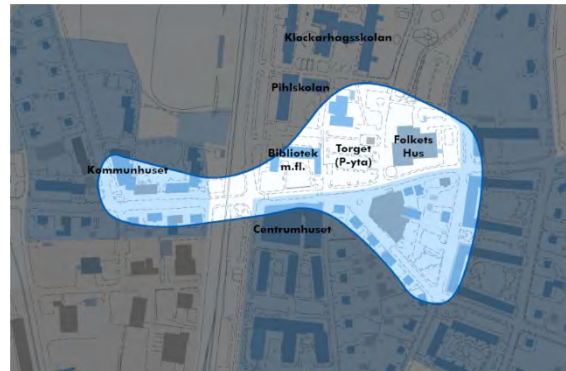 Klockarhagsskolan
Pihlskolan
Bibliotek
m.fl.
Torget
(P-yta)
Folkets
Hus
Kommunhuset
Centrumhuset